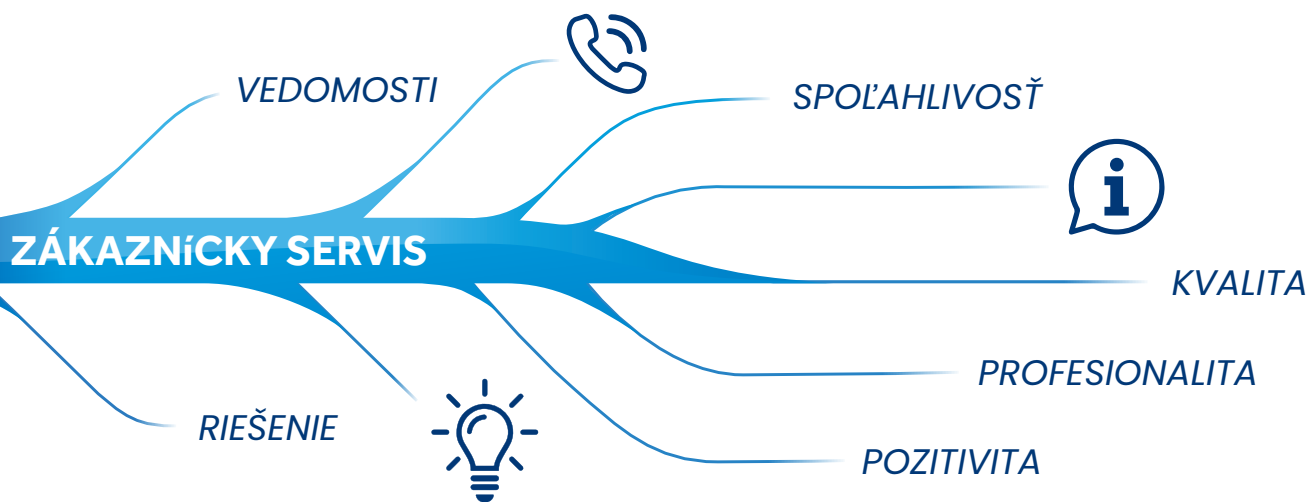 VEDOMOSTI
SPOĽAHLIVOSŤ
ZÁKAZNíCKY SERVIS
KVALITA
PROFESIONALITA
RIEŠENIE
POZITIVITA